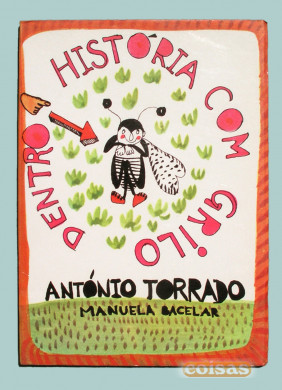 HISTÓRIA COM GRILO DENTRO
ANTÓNIO TORRADO
MANUELA BACELAR
coisas